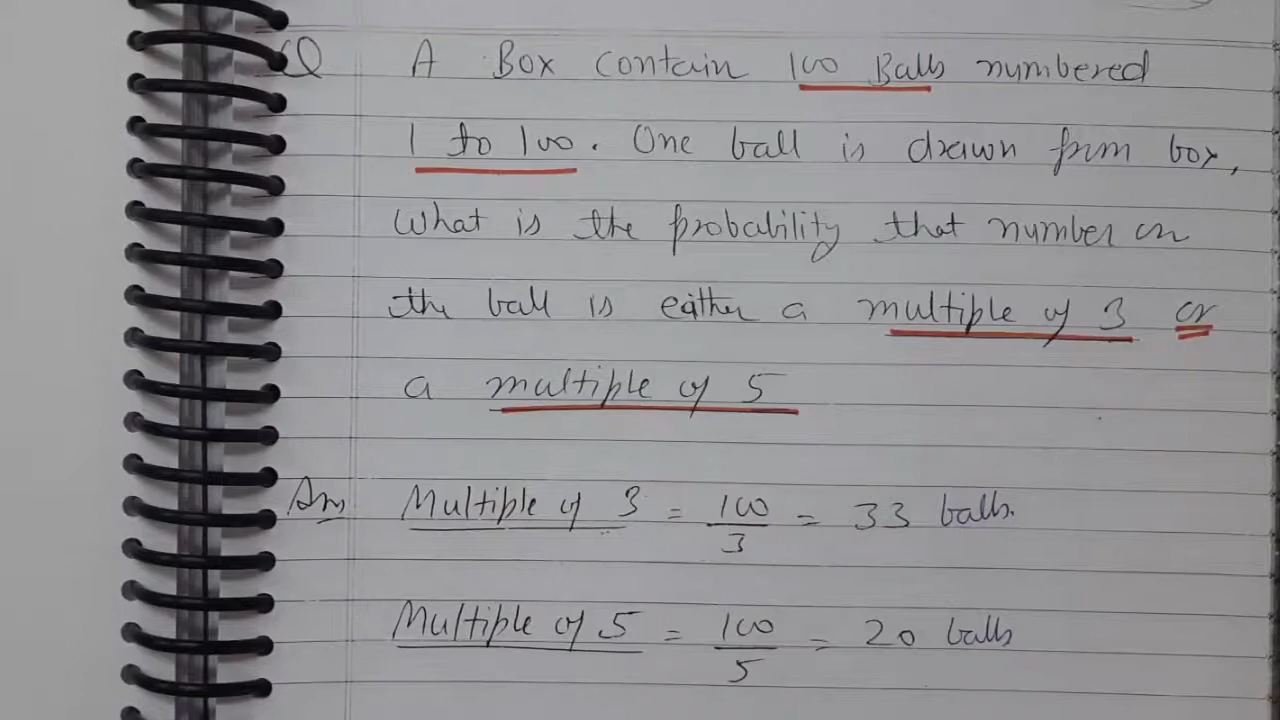 Q A Box contain 100 Balls numbered
1 to 100. One ball is drawn from box,
What is the probability that number on
the ball is either a multiple of 3 or
a multiple of 5
Ans Multiple of 3 = 100/3 = 33 balls.
Multiple of 5 = 100/5 = 20 balls